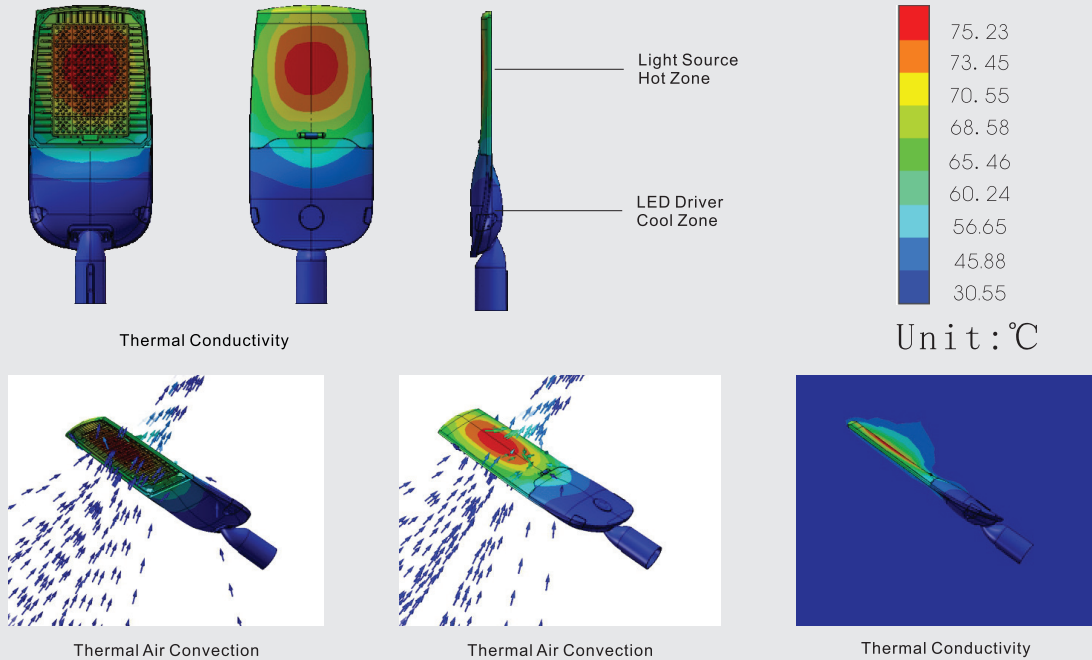 Light Source
Hot Zone
LED Driver
Cool Zone
75.23
73.45
70.55
68.58
65.46
60.24
56.65
45.88
30.55
Unit:℃
Thermal Conductivity
Thermal Air Convection
Thermal Air Convection
Thermal Conductivity